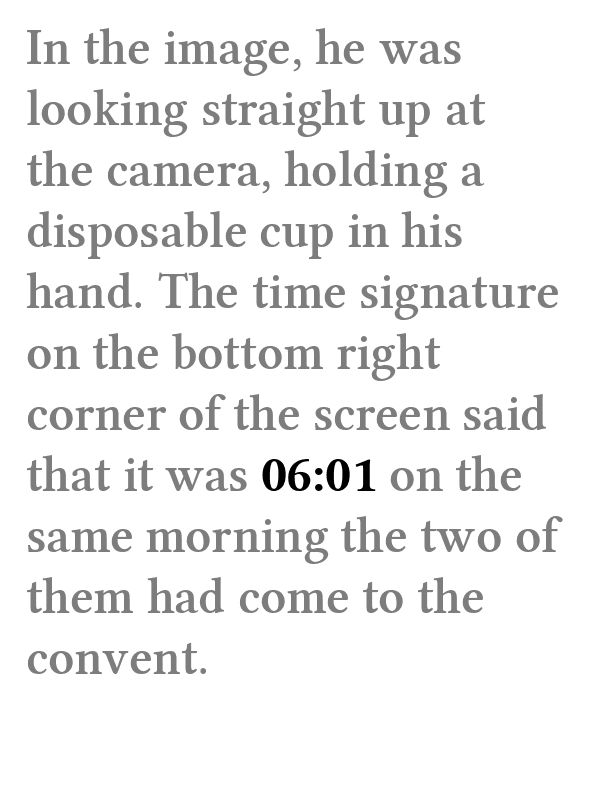 In the image, he was
looking straight up at
the camera, holding a
disposable cup in his
hand. The time signature
on the bottom right
corner of the screen said
that it was 06:01 on the
same morning the two of
them had come to the
convent.